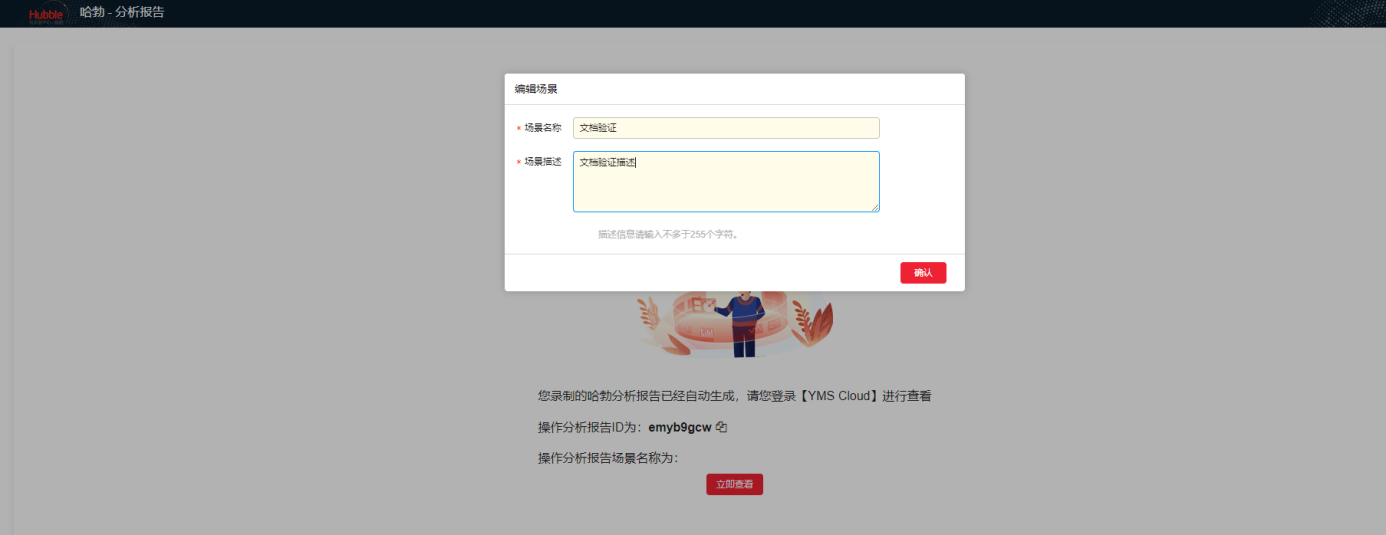 Hubble
哈勃 - 分析报告
编辑场景
* 场景名称 文档验证
* 场景描述 文档验证描述
描述信息请输入不多于255个字符。
确认
您录制的哈勃分析报告已经自动生成，请您登录【YMS Cloud】进行查看
操作分析报告ID为：emyb9gcw
操作分析报告场景名称为：
立即查看